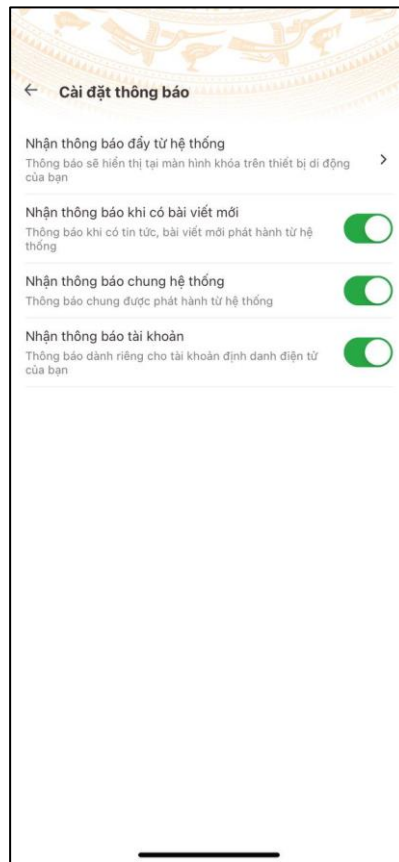 Cài đặt thông báo
Nhận thông báo đẩy từ hệ thống
Thông báo sẽ hiển thị tại màn hình khóa trên thiết bị di động
của bạn
Nhận thông báo khi có bài viết mới
Thông báo khi có tin tức, bài viết mới phát hành từ hệ
thống
Nhận thông báo chung hệ thống
Thông báo chung được phát hành từ hệ thống
Nhận thông báo tài khoản
Thông báo dành riêng cho tài khoản định danh điện tử
của bạn